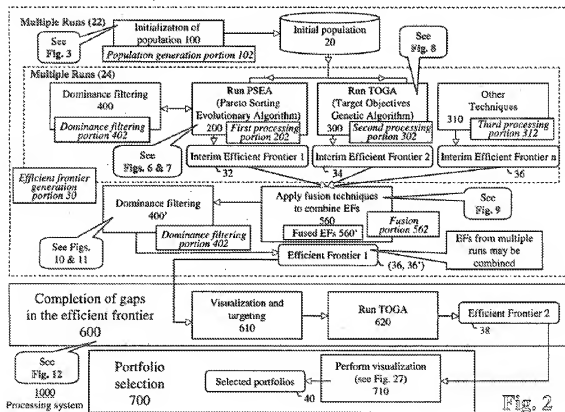 Multiple Runs (22)
Initialization of
population 100
Population generation portion 102
See
Fig. 3
Initial population
20
See
Fig. 8
Multiple Runs (24)
Dominance filtering
400
Dominance filtering
portion 402
Run PSEA
(Pareto Sorting
Evolutionary Algorithm)
200
First processing
portion 202
Run TOGA
(Target Objectives
Genetic Algorithm)
300
Second processing
portion 302
Other
Techniques
310
Third processing
portion 312
See
Figs. 6 & 7
Interim Efficient Frontier 1
32
Interim Efficient Frontier 2
34
Interim Efficient Frontier n
36
Efficient frontier
generation
portion 30
Dominance filtering
400'
Dominance filtering
portion 402
Apply fusion techniques
to combine EFs
560
Fused EFs 560'
Fusion
portion 562
See
Fig. 9
See Figs.
10 & 11
Efficient Frontier 1
(36, 36')
EFs from multiple
runs may be
combined
Completion of gaps
in the efficient frontier
600
Visualization and
targeting
610
Run TOGA
620
Efficient Frontier 2
38
See
Fig. 12
1000
Processing system
Portfolio
selection
700
Selected portfolios
40
Perform visualization
(see Fig. 27)
710
Fig. 2